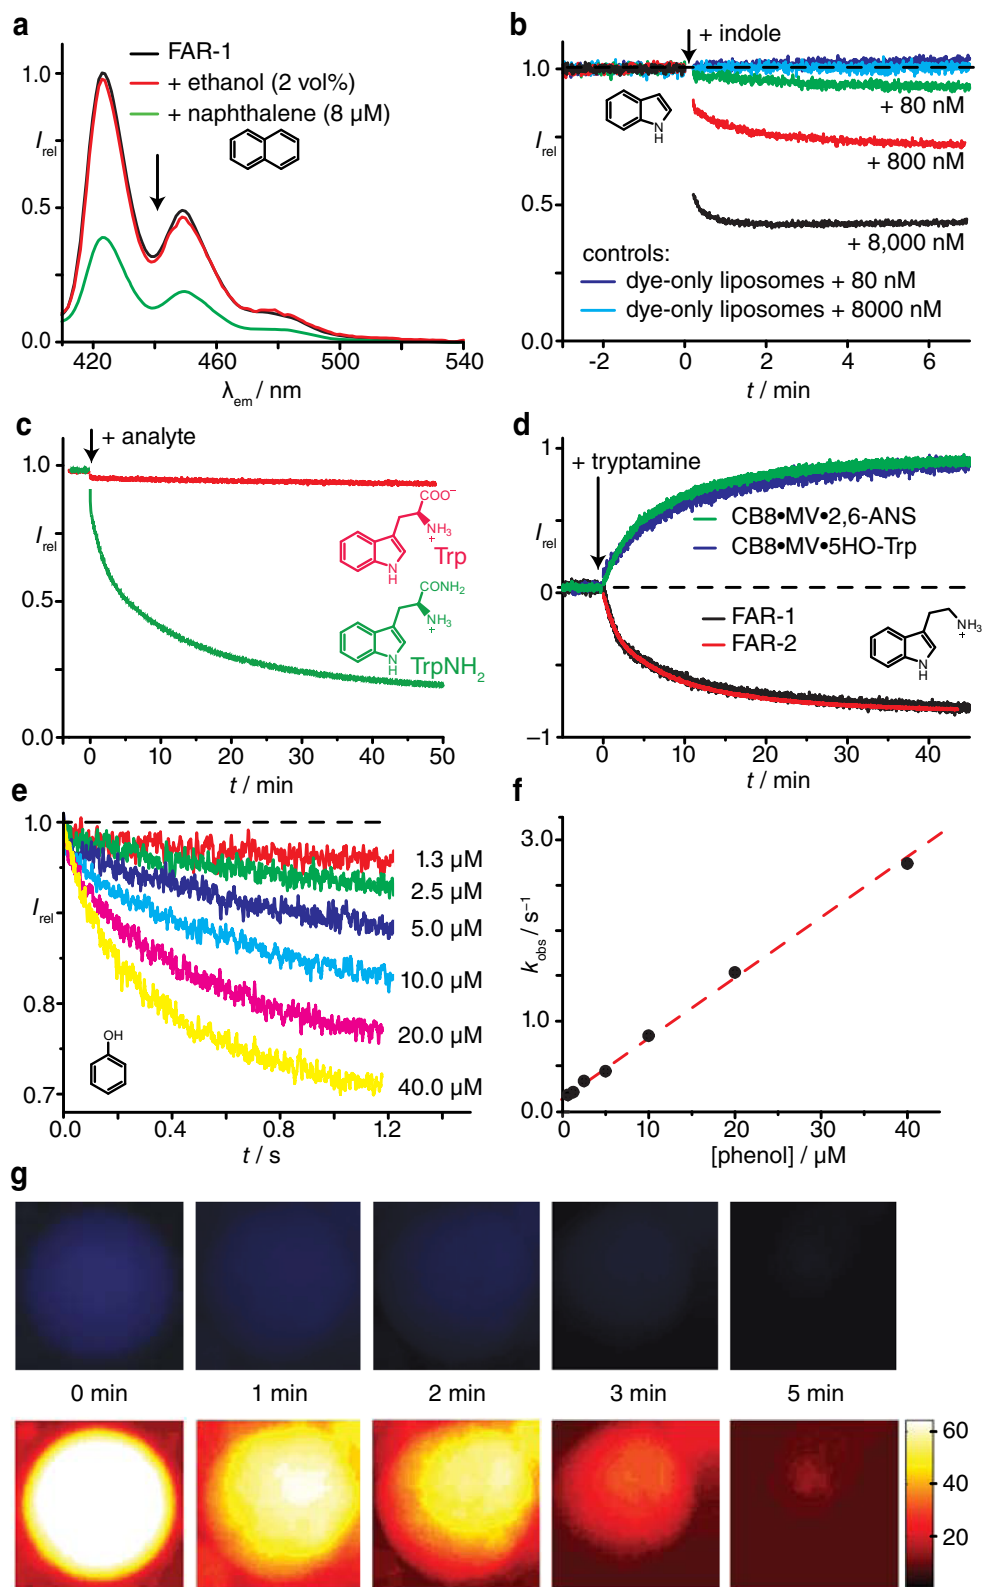 a
FAR-1
+ ethanol (2 vol%)
+ naphthalene (8 µM)
1.0
I rel
0.5
0.0
420 460 500 540
λem / nm
b
+ indole
1.0
N
H
+ 80 nM
I rel
+ 800 nM
0.5
+ 8,000 nM
controls:
dye-only liposomes + 80 nM
dye-only liposomes + 8000 nM
0.0
-2 0 2 4 6
t / min
c
+ analyte
1.0
COO−
NH3
+
N
H
Trp
I rel
0.5
CONH2
NH3
+
N
H
TrpNH2
0.0
0 10 20 30 40 50
t / min
d
1
+ tryptamine
I rel
CB8•MV•2,6-ANS
CB8•MV•5HO-Trp
0
FAR-1
FAR-2
NH3
+
N
H
−1
0 10 20 30 40
t / min
e
1.0
1.3 µM
2.5 µM
I rel
5.0 µM
10.0 µM
0.8
20.0 µM
OH
40.0 µM
0.7
0.0 0.4 0.8 1.2
t / s
f
3.0
kobs / s−1
1.0
0.0
0 10 20 30 40
[phenol] / µM
g
0 min 1 min 2 min 3 min 5 min
60
40
20